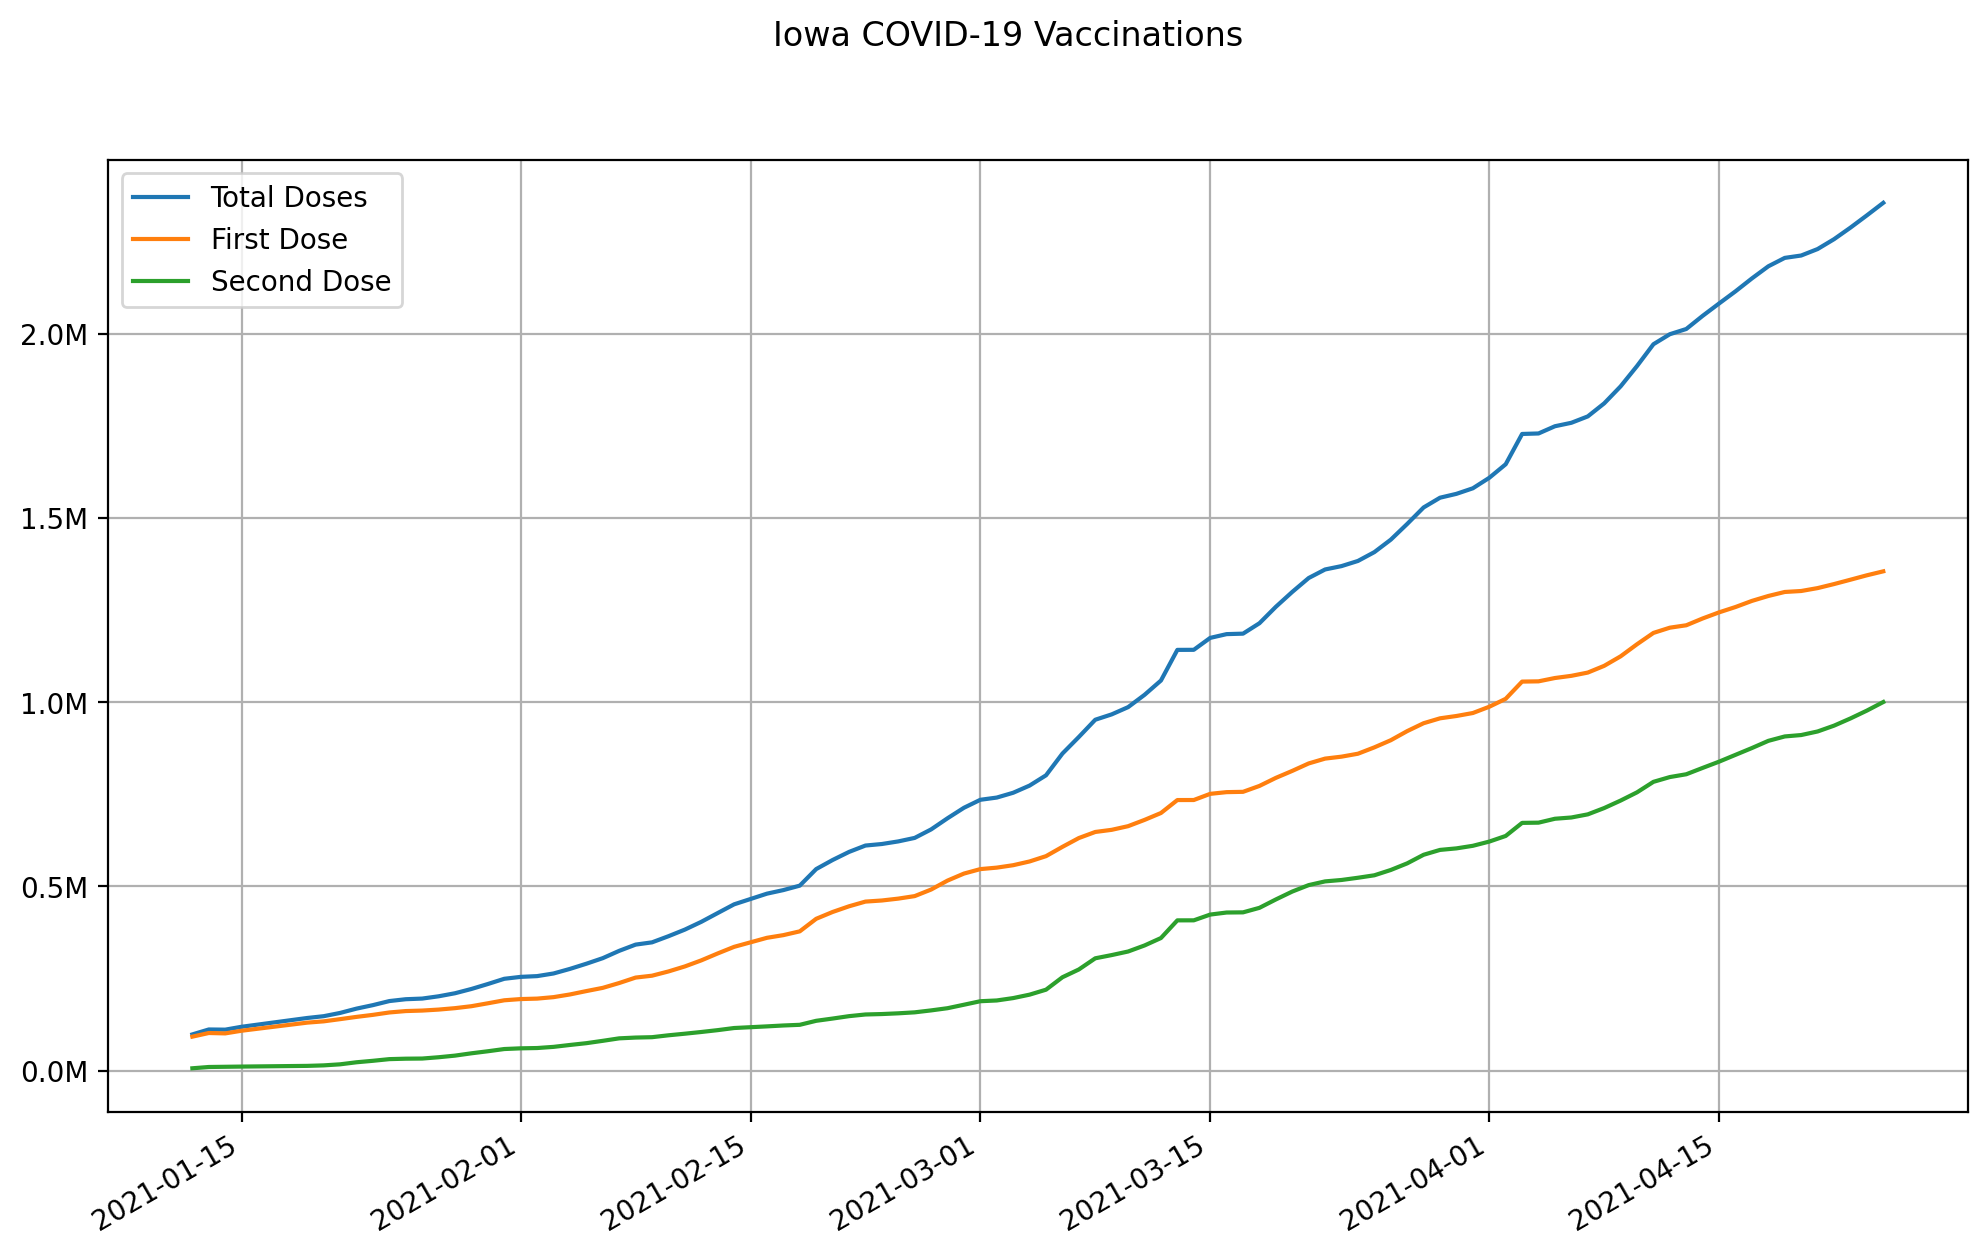 Iowa COVID-19 Vaccinations
Total Doses
First Dose
Second Dose
2.0M
1.5M
1.0M
0.5M
0.0M
2021-01-15
2021-02-01
2021-02-15
2021-03-01
2021-03-15
2021-04-01
2021-04-15